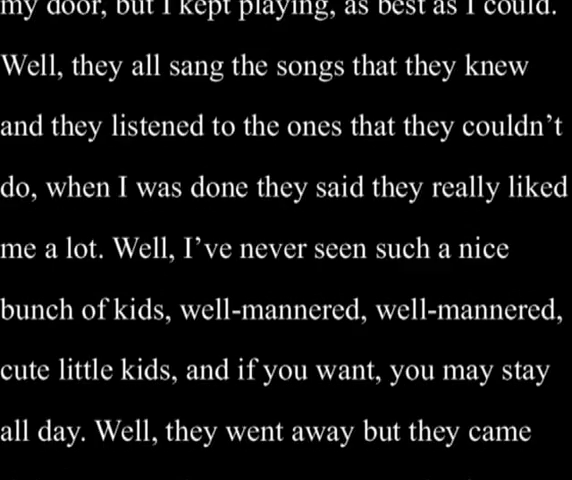 my door, but I kept playing, as best as I could.
Well, they all sang the songs that they knew
and they listened to the ones that they couldn’t
do, when I was done they said they really liked
me a lot. Well, I’ve never seen such a nice
bunch of kids, well-mannered, well-mannered,
cute little kids, and if you want, you may stay
all day. Well, they went away but they came